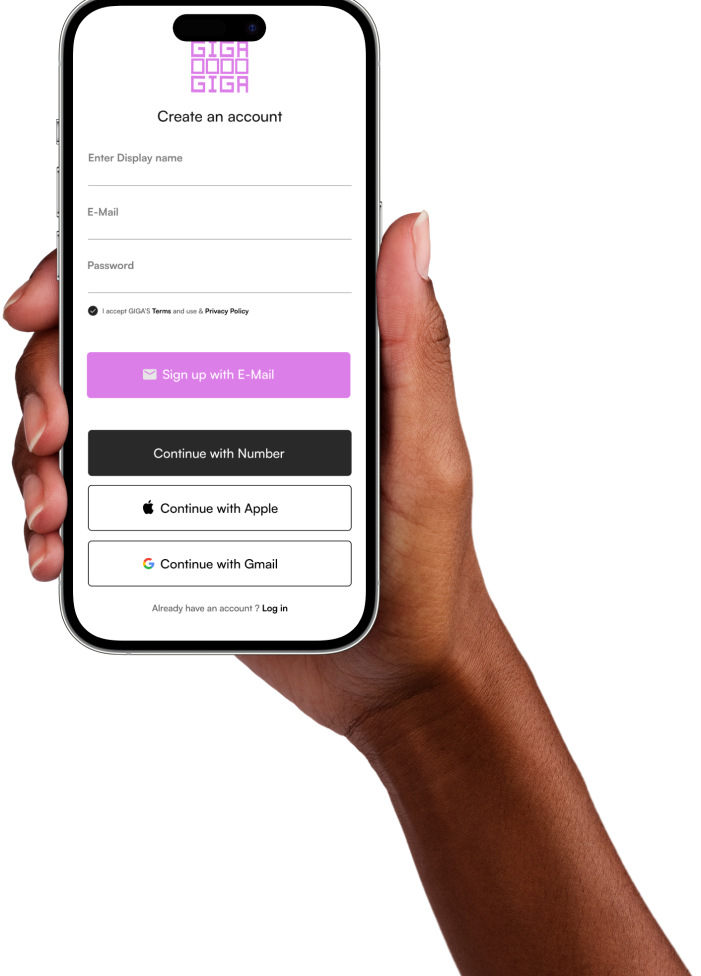 GIGA
GIGA
Create an account
Enter Display name
E-Mail
Password
I accept GIGA'S Terms and use & Privacy Policy
Sign up with E-Mail
Continue with Number
Continue with Apple
Continue with Gmail
Already have an account ? Log in